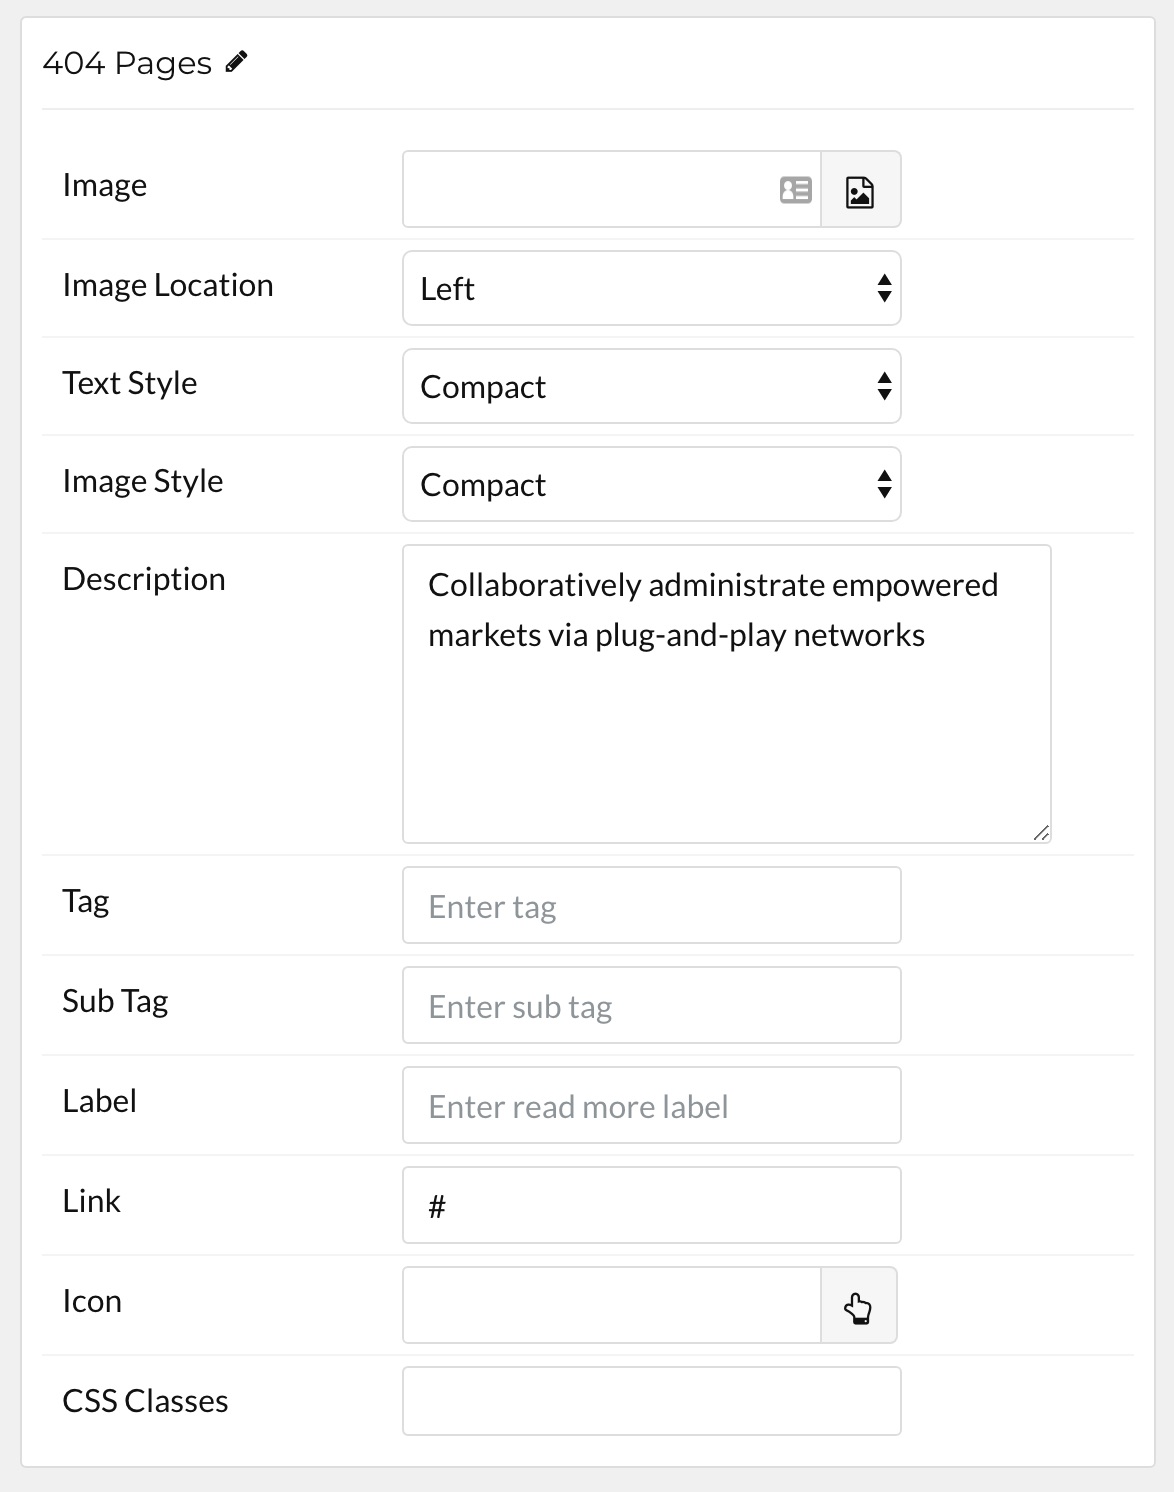 404 Pages
Image
Image Location
Left
Text Style
Compact
Image Style
Compact
Description
Collaboratively administrate empowered
markets via plug-and-play networks
Tag
Enter tag
Sub Tag
Enter sub tag
Label
Enter read more label
Link
#
Icon
CSS Classes